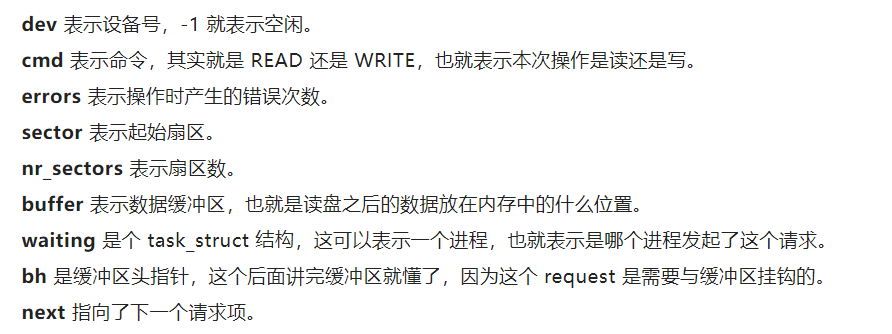 dev 表示设备号，-1 就表示空闲。
cmd 表示命令，其实就是 READ 还是 WRITE，也就表示本次操作是读还是写。
errors 表示操作时产生的错误次数。
sector 表示起始扇区。
nr_sectors 表示扇区数。
buffer 表示数据缓冲区，也就是读盘之后的数据放在内存中的什么位置。
waiting 是个 task_struct 结构，这可以表示一个进程，也就表示是哪个进程发起了这个请求。
bh 是缓冲区头指针，这个后面讲完缓冲区就懂了，因为这个 request 是需要与缓冲区挂钩的。
next 指向了下一个请求项。